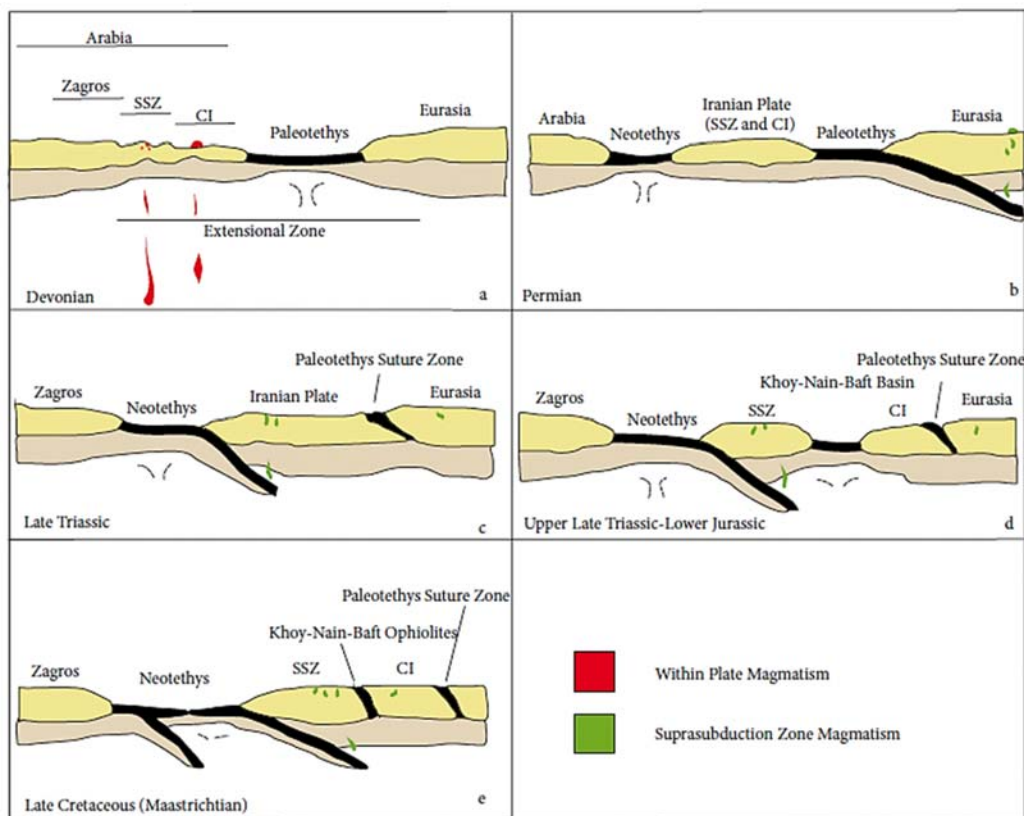 Arabia
Zagros
SSZ
CI
Paleotethys
Eurasia
Extensional Zone
Devonian
a
Arabia
Neotethys
Iranian Plate
(SSZ and CI)
Paleotethys
Eurasia
Permian
b
Paleotethys Suture Zone
Zagros
Neotethys
Iranian Plate
Eurasia
Late Triassic
c
Paleotethys Suture Zone
Khoy-Nain-Baft Basin
Zagros
Neotethys
SSZ
CI
Eurasia
Upper Late Triassic-Lower Jurassic
d
Paleotethys Suture Zone
Khoy-Nain-Baft Ophiolites
Zagros
Neotethys
SSZ
CI
Late Cretaceous (Maastrichtian)
e
Within Plate Magmatism
Suprasubduction Zone Magmatism